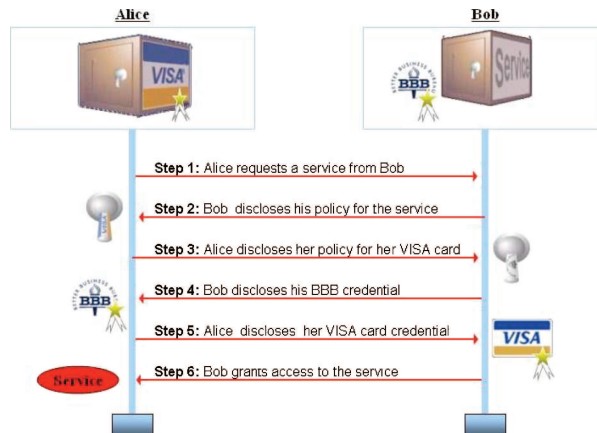 Alice
Bob
VISA
BBB
Service
Step 1: Alice requests a service from Bob
Step 2: Bob discloses his policy for the service
VISA
Step 3: Alice discloses her policy for her VISA card
Step 4: Bob discloses his BBB credential
BBB
Step 5: Alice discloses her VISA card credential
VISA
Step 6: Bob grants access to the service
Service